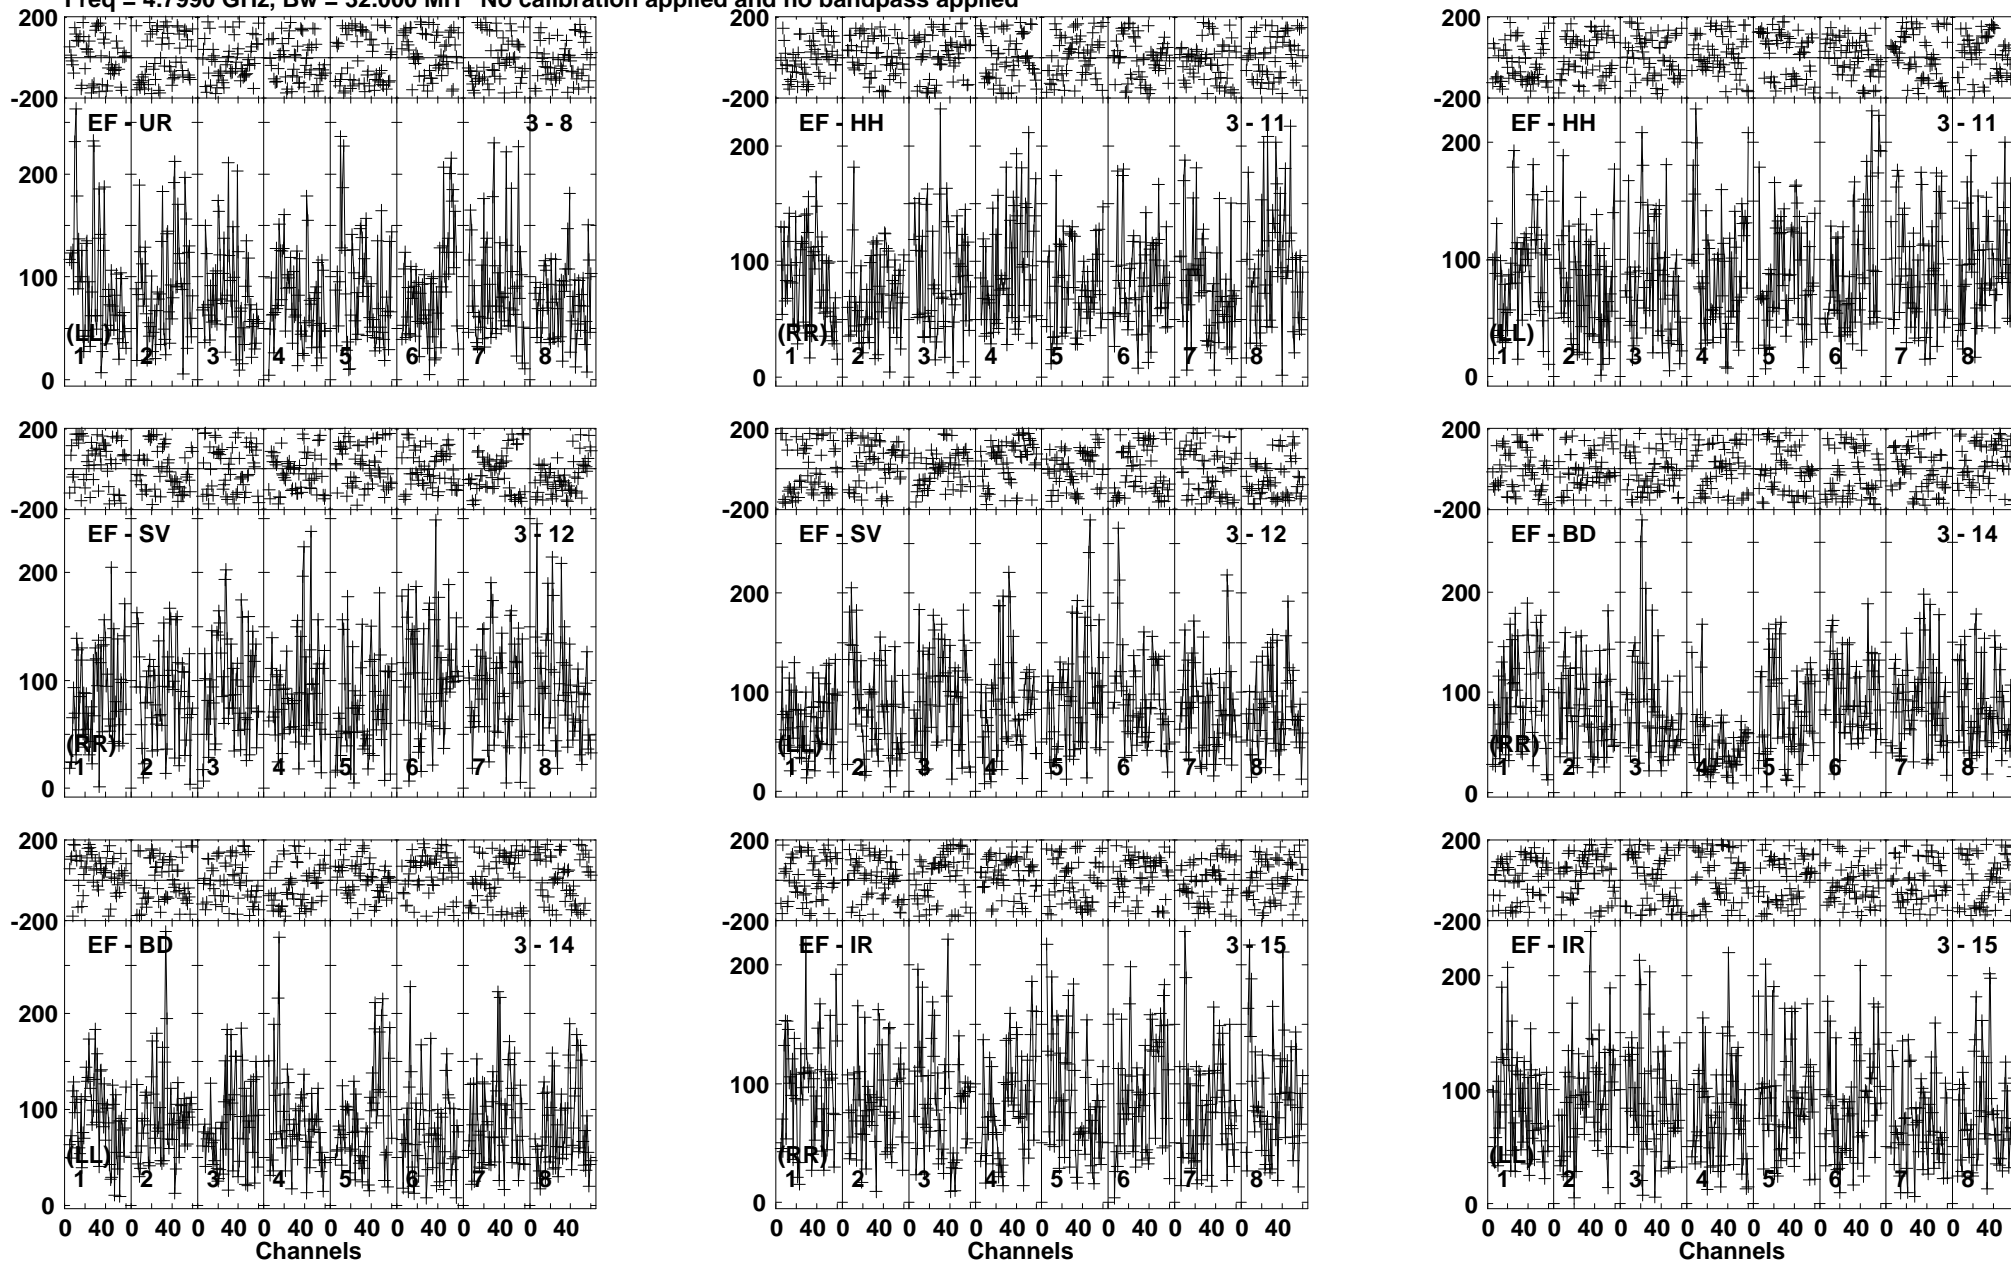 Freq = 4.7990 GHz, Bw = 32.000 MH No calibration applied and no bandpass applied
200 200 200
-200 -200 -200
EF - UR 3 - 8 EF - HH 3 - 11 EF - HH 3 - 11
200 200 200
100 100 100
(LL) (RR) (LL)
1 2 3 4 5 6 7 8 1 2 3 4 5 6 7 8 1 2 3 4 5 6 7 8
0 0 0
200 200 200
-200 -200 -200
EF - SV 3 - 12 EF - SV 3 - 12 EF - BD 3 - 14
200 200 200
100 100 100
(RR) (LL) (RR)
1 2 3 4 5 6 7 8 1 2 3 4 5 6 7 8 1 2 3 4 5 6 7 8
0 0 0
200 200 200
-200 -200 -200
EF - BD 3 - 14 EF - IR 3 - 15 EF - IR 3 - 15
200 200 200
100 100 100
(LL) (RR) (LL)
1 2 3 4 5 6 7 8 1 2 3 4 5 6 7 8 1 2 3 4 5 6 7 8
0 0 0
0 40 0 40 0 40 0 40 0 40 0 40 0 40 0 40 0 40 0 40 0 40 0 40 0 40 0 40 0 40 0 40 0 40 0 40 0 40 0 40 0 40 0 40 0 40 0 40
Channels Channels Channels